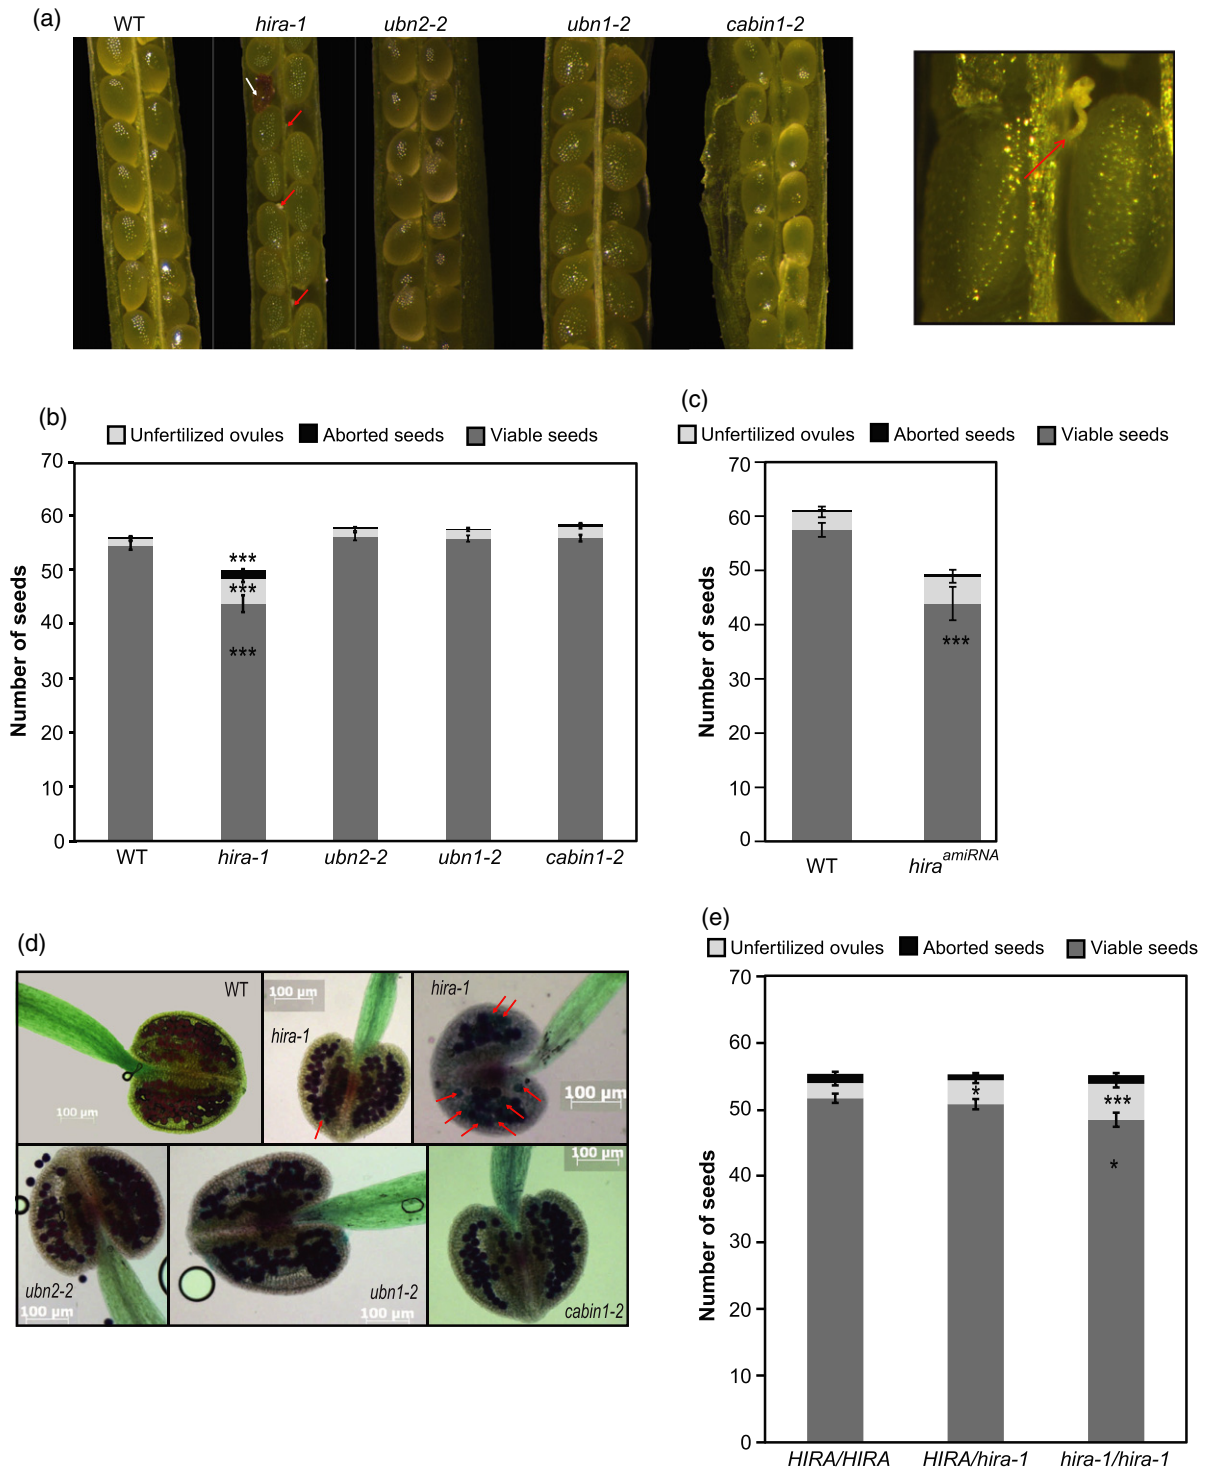 (a)
WT hira-1 ubn2-2 ubn1-2 cabin1-2
(b)
Unfertilized ovules Aborted seeds Viable seeds
Number of seeds
70
60
50
40
30
20
10
0
***
***
***
WT hira-1 ubn2-2 ubn1-2 cabin1-2
(c)
Unfertilized ovules Aborted seeds Viable seeds
Number of seeds
70
60
50
40
30
20
10
0
***
WT hira^amiRNA
(d)
WT
100 µm
100 µm
hira-1
hira-1
100 µm
ubn2-2
100 µm
ubn1-2
100 µm
100 µm
cabin1-2
(e)
Unfertilized ovules Aborted seeds Viable seeds
Number of seeds
70
60
50
40
30
20
10
0
*
***
*
HIRA/HIRA HIRA/hira-1 hira-1/hira-1